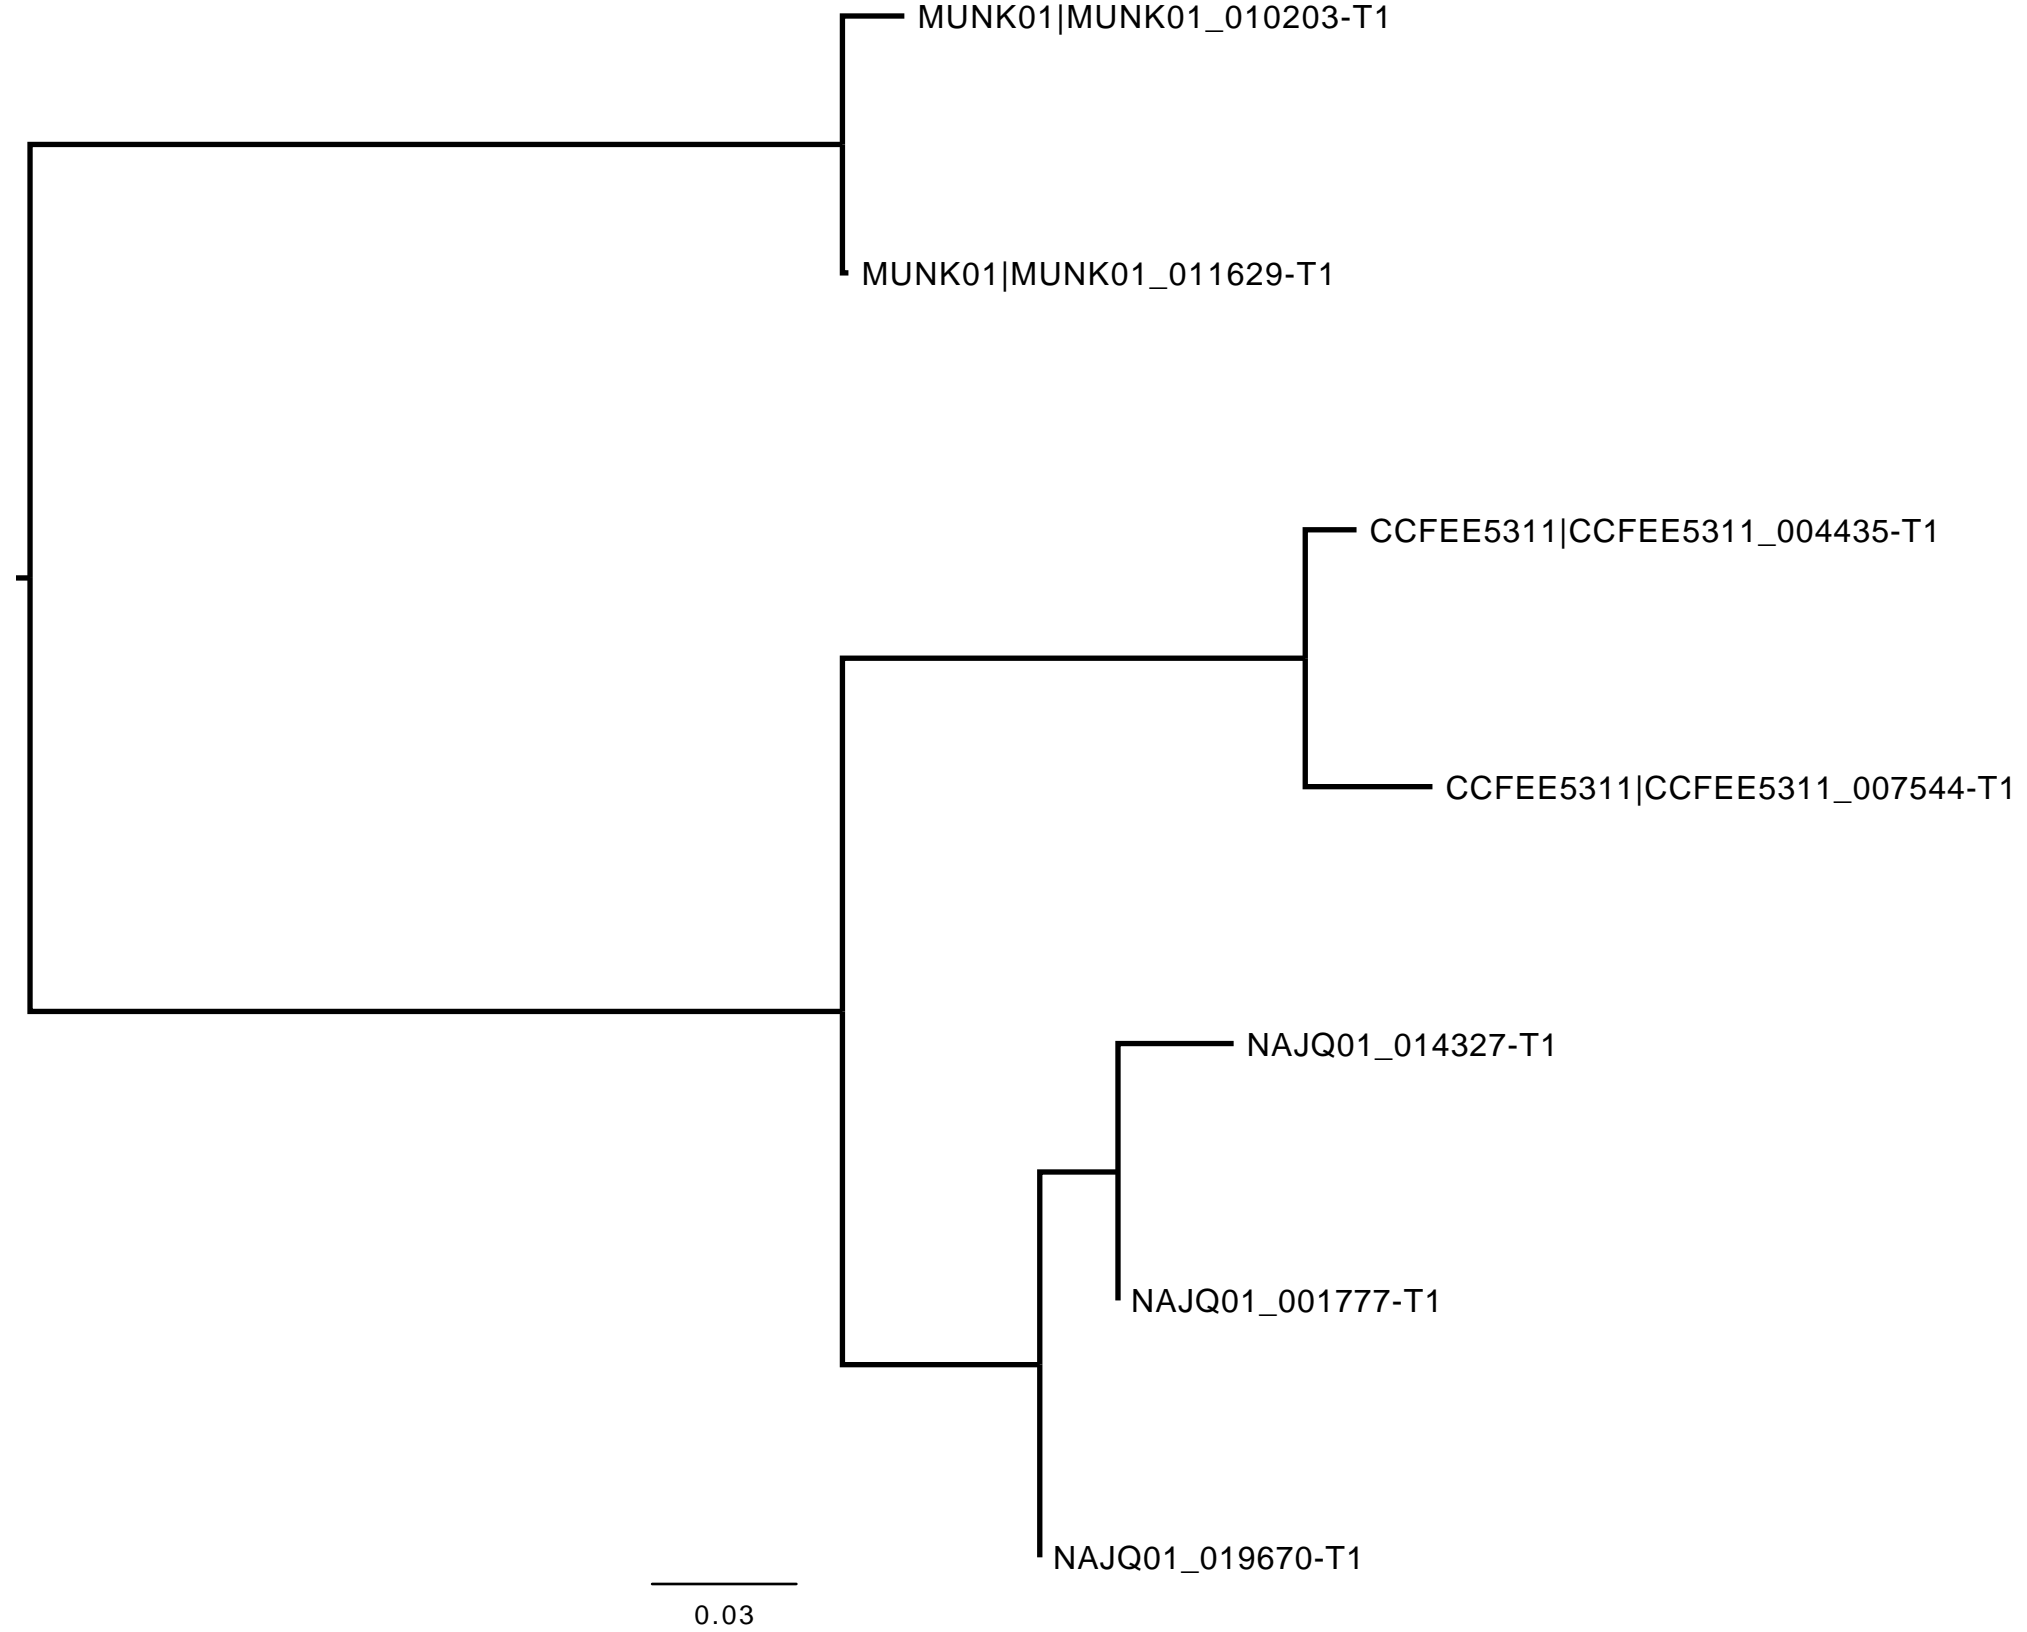 MUNK01|MUNK01_010203-T1
MUNK01|MUNK01_011629-T1
CCFEE5311|CCFEE5311_004435-T1
CCFEE5311|CCFEE5311_007544-T1
NAJQ01_014327-T1
NAJQ01_001777-T1
NAJQ01_019670-T1
0.03